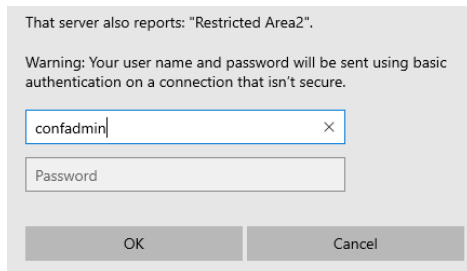 That server also reports: "Restricted Area2".
Warning: Your user name and password will be sent using basic
authentication on a connection that isn't secure.
confadmin
Password
OK
Cancel